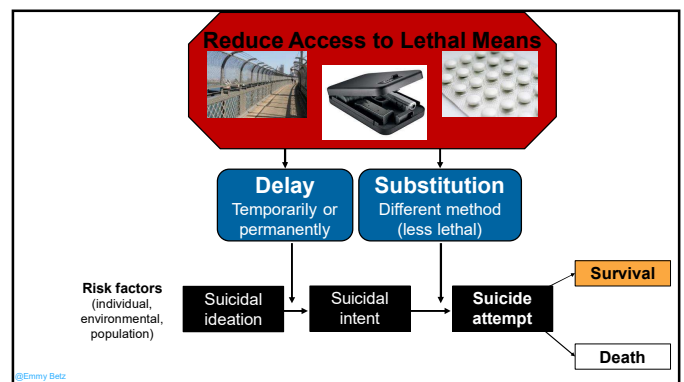 Reduce Access to Lethal Means
Delay
Temporarily or
permanently
Substitution
Different method
(less lethal)
Risk factors
(individual,
environmental,
population)
Suicidal
ideation
Suicidal
intent
Suicide
attempt
Survival
Death
@Emmy Betz